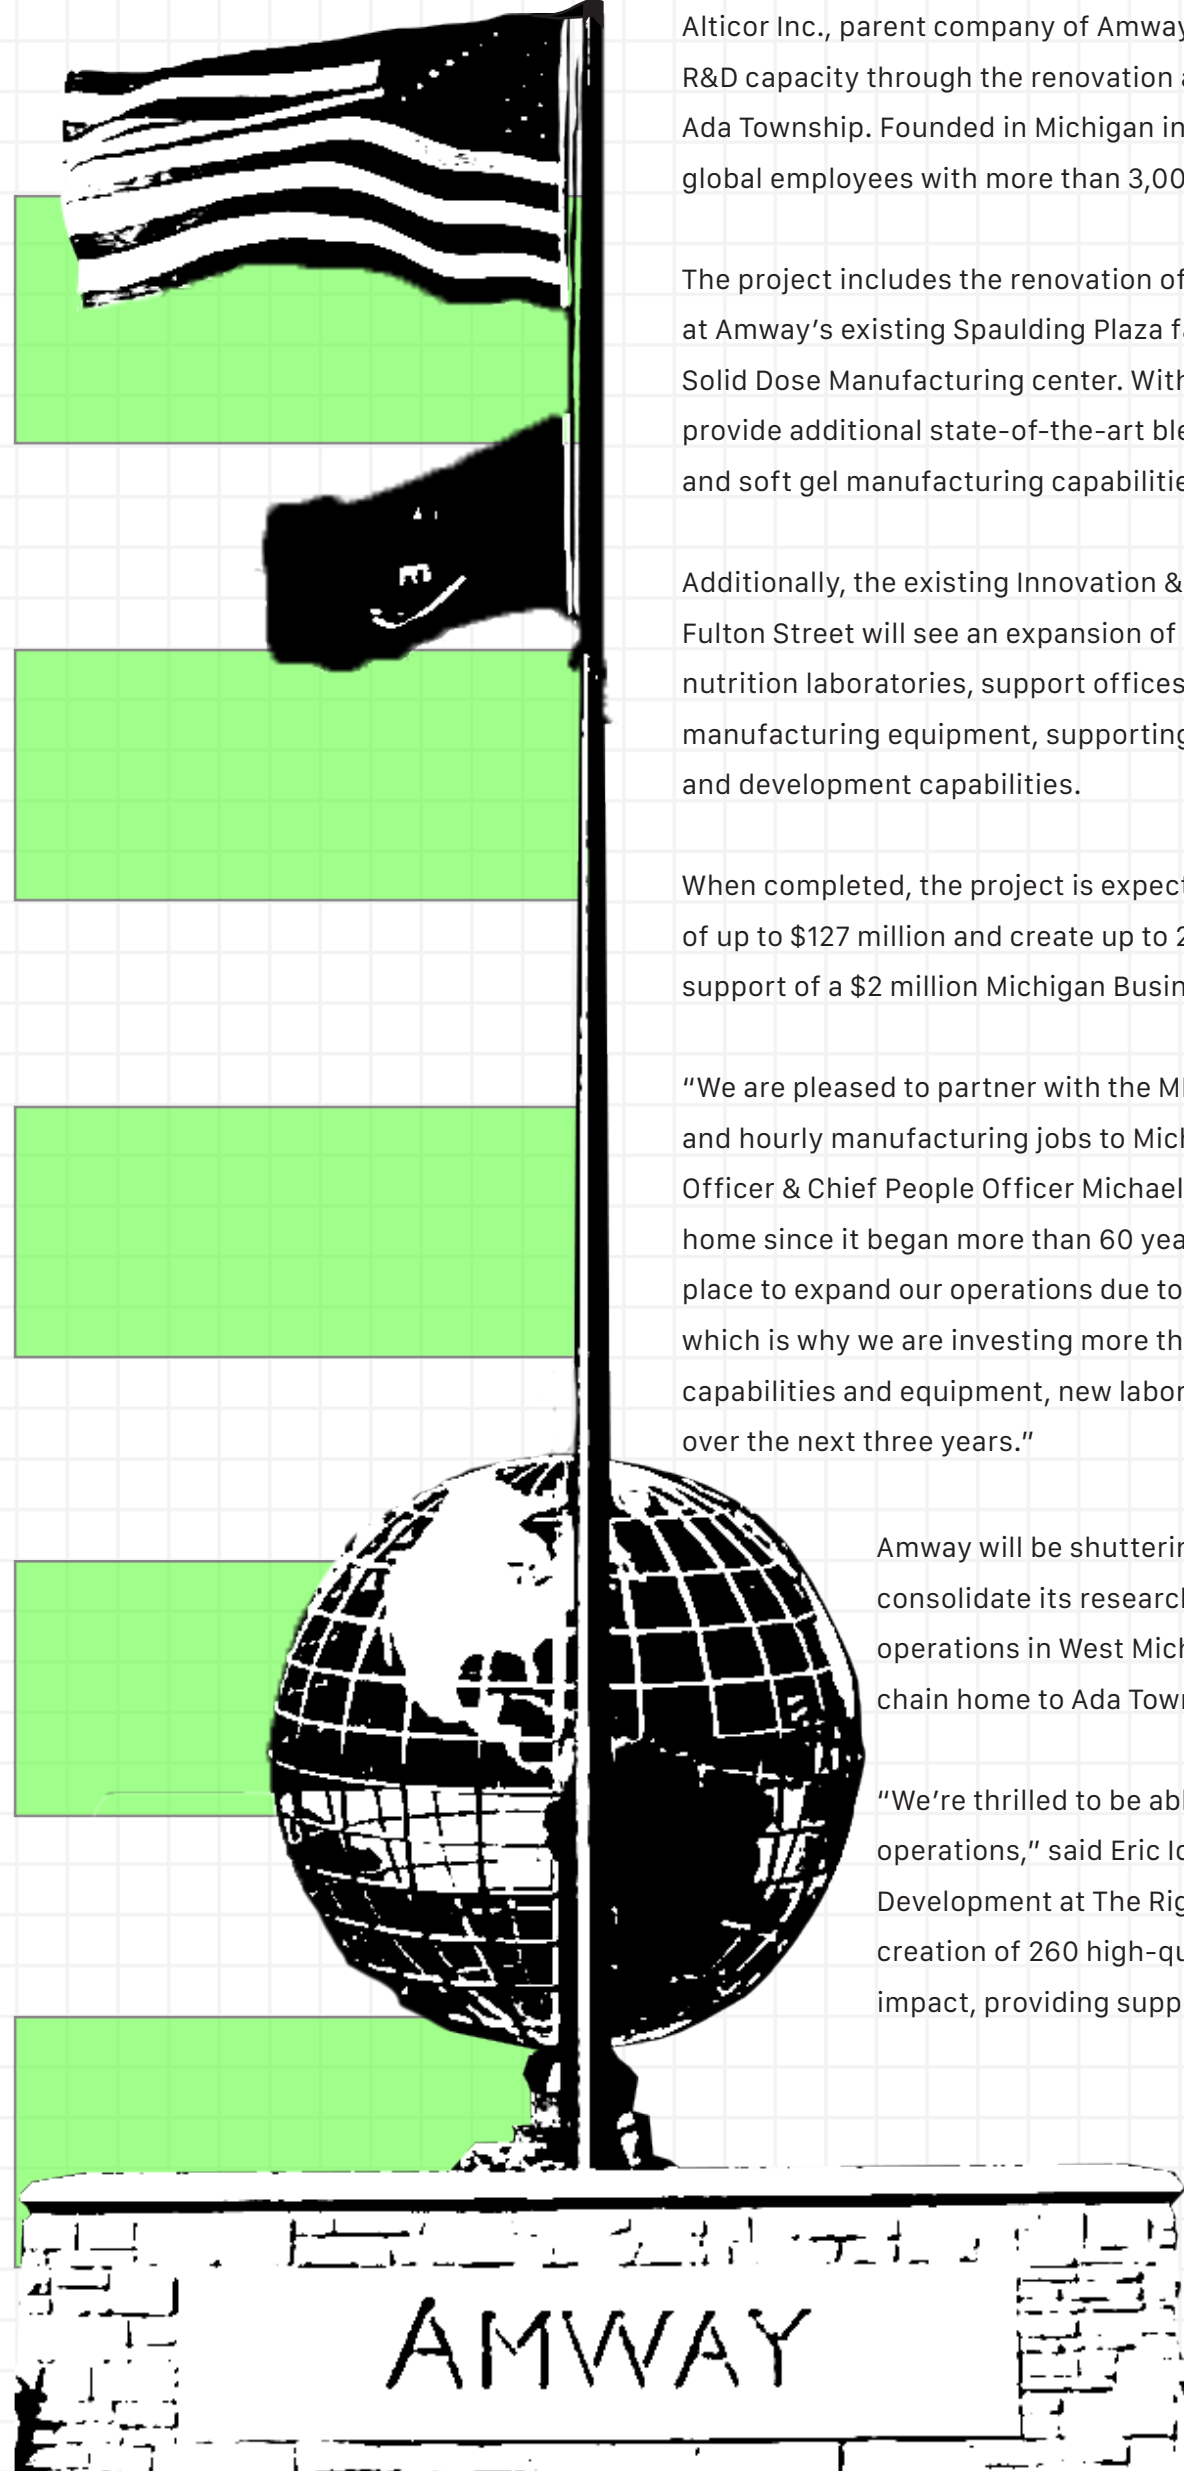 Alticor Inc., parent company of Amway
R&D capacity through the renovation
Ada Township. Founded in Michigan in
global employees with more than 3,00
The project includes the renovation of
at Amway’s existing Spaulding Plaza
Solid Dose Manufacturing center. With
provide additional state-of-the-art
and soft gel manufacturing capabilitie
Additionally, the existing Innovation &
Fulton Street will see an expansion of
nutrition laboratories, support offices
manufacturing equipment, supporting
and development capabilities.
When completed, the project is expect
of up to $127 million and create up to 2
support of a $2 million Michigan Busin
“We are pleased to partner with the
and hourly manufacturing jobs to Mich
Officer & Chief People Officer Michael
home since it began more than 60 yea
place to expand our operations due to
which is why we are investing more th
capabilities and equipment, new labor
over the next three years.”
Amway will be shutterin
consolidate its research
operations in West Mich
chain home to Ada Town
“We’re thrilled to be abl
operations,” said Eric Ic
Development at The Rig
creation of 260 high-qu
impact, providing supp
AMWAY